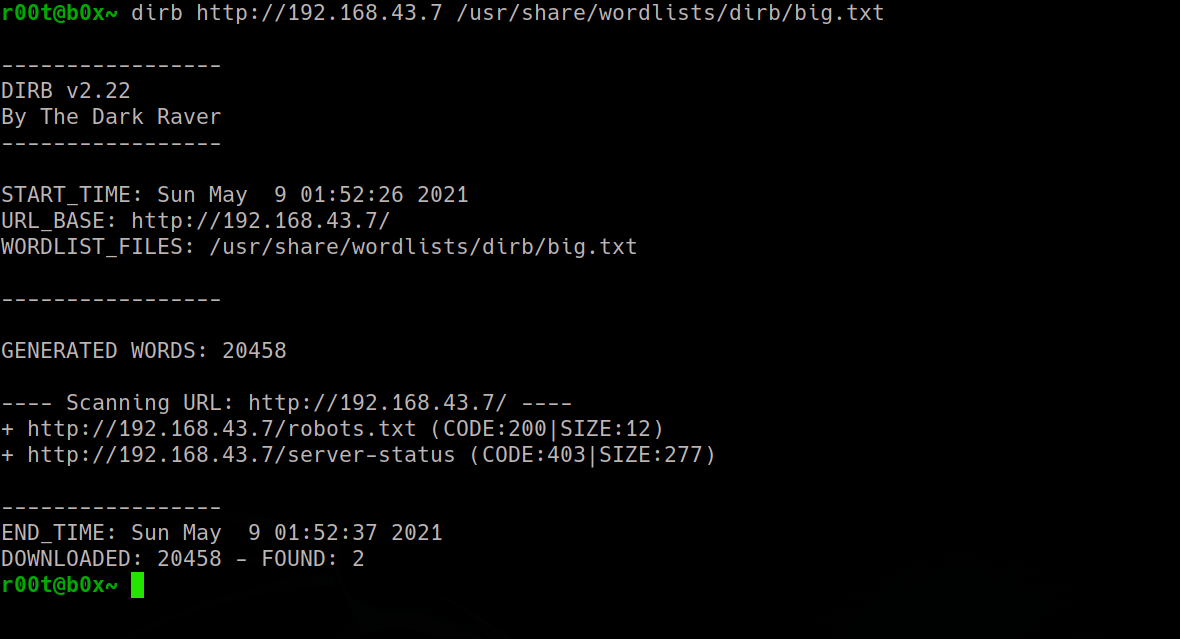 r00t@b0x~ dirb http://192.168.43.7 /usr/share/wordlists/dirb/big.txt
-----------------
DIRB v2.22
By The Dark Raver
-----------------
START_TIME: Sun May  9 01:52:26 2021
URL_BASE: http://192.168.43.7/
WORDLIST_FILES: /usr/share/wordlists/dirb/big.txt
-----------------
GENERATED WORDS: 20458
---- Scanning URL: http://192.168.43.7/ ----
+ http://192.168.43.7/robots.txt (CODE:200|SIZE:12)
+ http://192.168.43.7/server-status (CODE:403|SIZE:277)
-----------------
END_TIME: Sun May  9 01:52:37 2021
DOWNLOADED: 20458 - FOUND: 2
r00t@b0x~